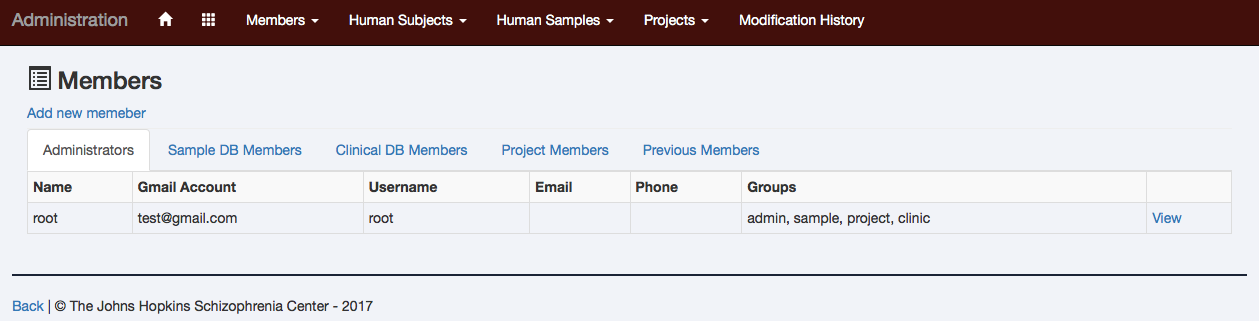 Administration Members Human Subjects Human Samples Projects Modification History
Members
Add new memeber
Administrators Sample DB Members Clinical DB Members Project Members Previous Members
Name Gmail Account Username Email Phone Groups
root test@gmail.com root admin, sample, project, clinic View
Back | © The Johns Hopkins Schizophrenia Center - 2017